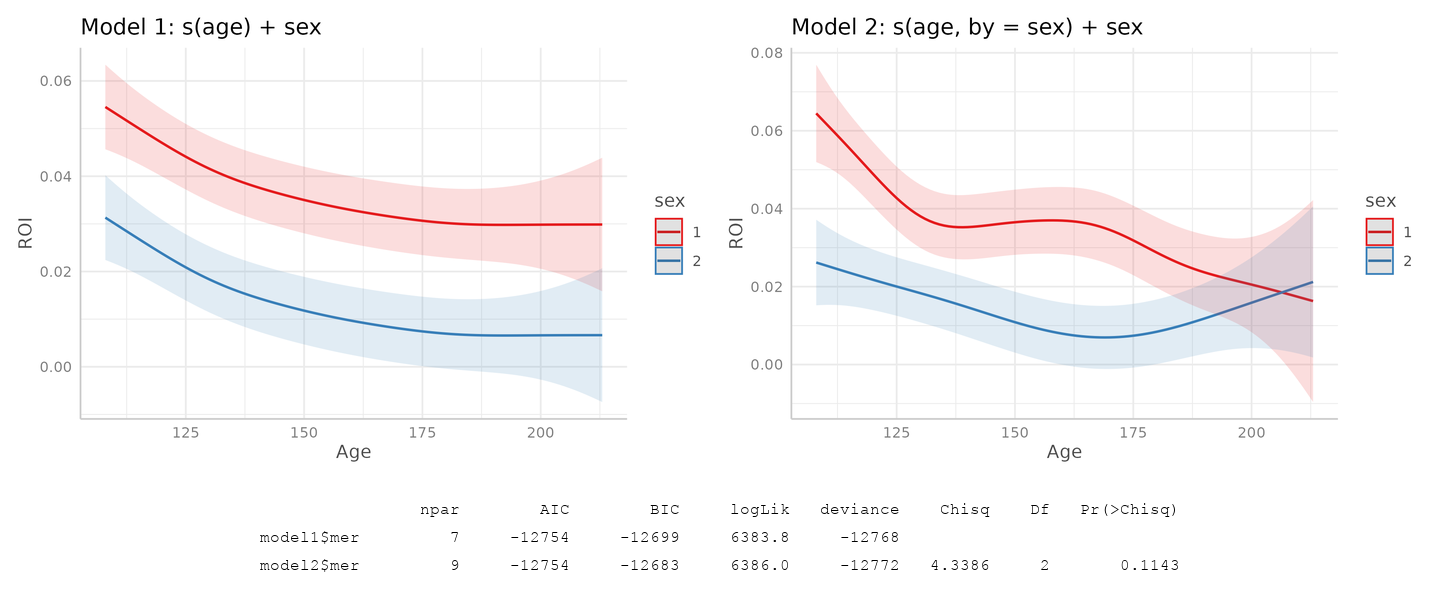 Model 1: s(age) + sex
0.06
0.04
0.02
0.00
ROI
125 150 175 200
Age
sex
1
2
Model 2: s(age, by = sex) + sex
0.08
0.06
0.04
0.02
0.00
ROI
125 150 175 200
Age
sex
1
2
npar AIC BIC logLik deviance Chisq Df Pr(>Chisq)
model1$mer 7 -12754 -12699 6383.8 -12768
model2$mer 9 -12754 -12683 6386.0 -12772 4.3386 2 0.1143